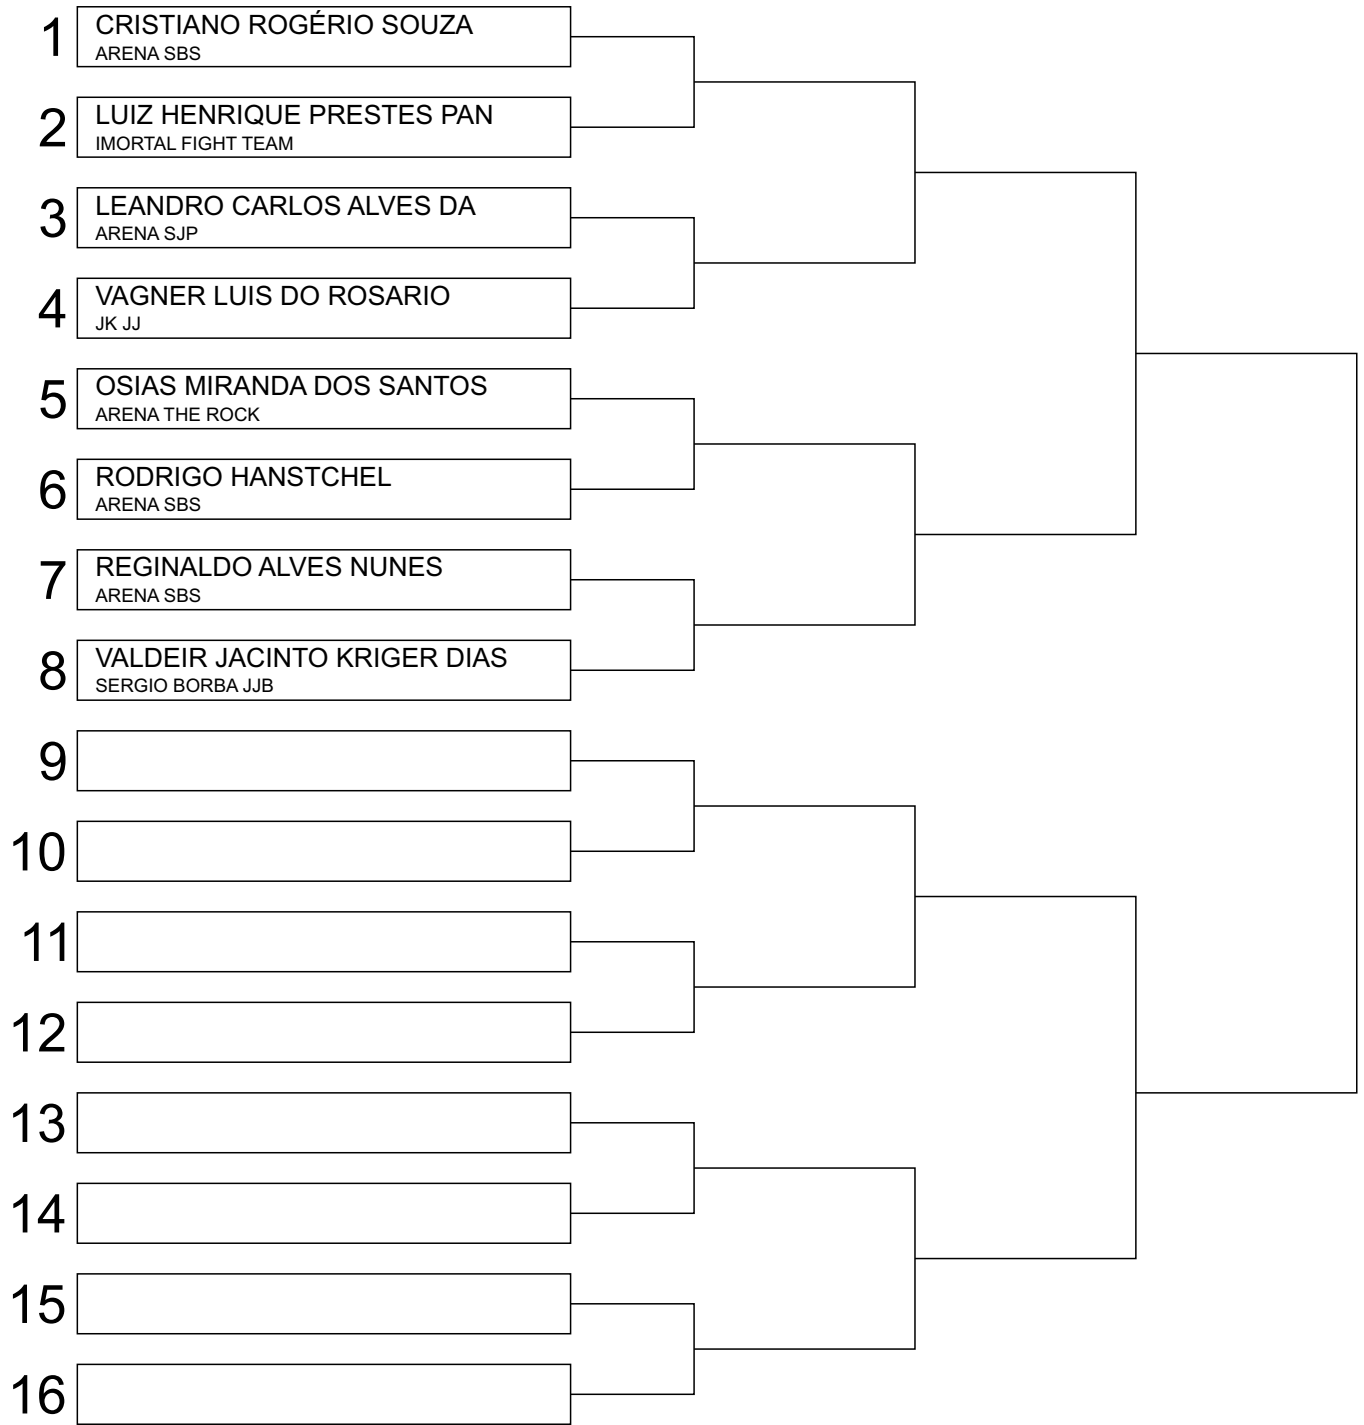 1
CRISTIANO ROGÉRIO SOUZA
ARENA SBS
2
LUIZ HENRIQUE PRESTES PAN
IMORTAL FIGHT TEAM
3
LEANDRO CARLOS ALVES DA
ARENA SJP
4
VAGNER LUIS DO ROSARIO
JK JJ
5
OSIAS MIRANDA DOS SANTOS
ARENA THE ROCK
6
RODRIGO HANSTCHEL
ARENA SBS
7
REGINALDO ALVES NUNES
ARENA SBS
8
VALDEIR JACINTO KRIGER DIAS
SERGIO BORBA JJB
9
10
11
12
13
14
15
16